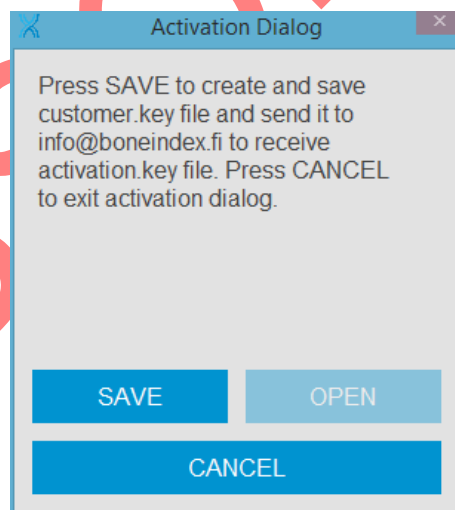 Activation Dialog
Press SAVE to create and save
customer.key file and send it to
info@boneindex.fi to receive
activation.key file. Press CANCEL
to exit activation dialog.
SAVE
OPEN
CANCEL